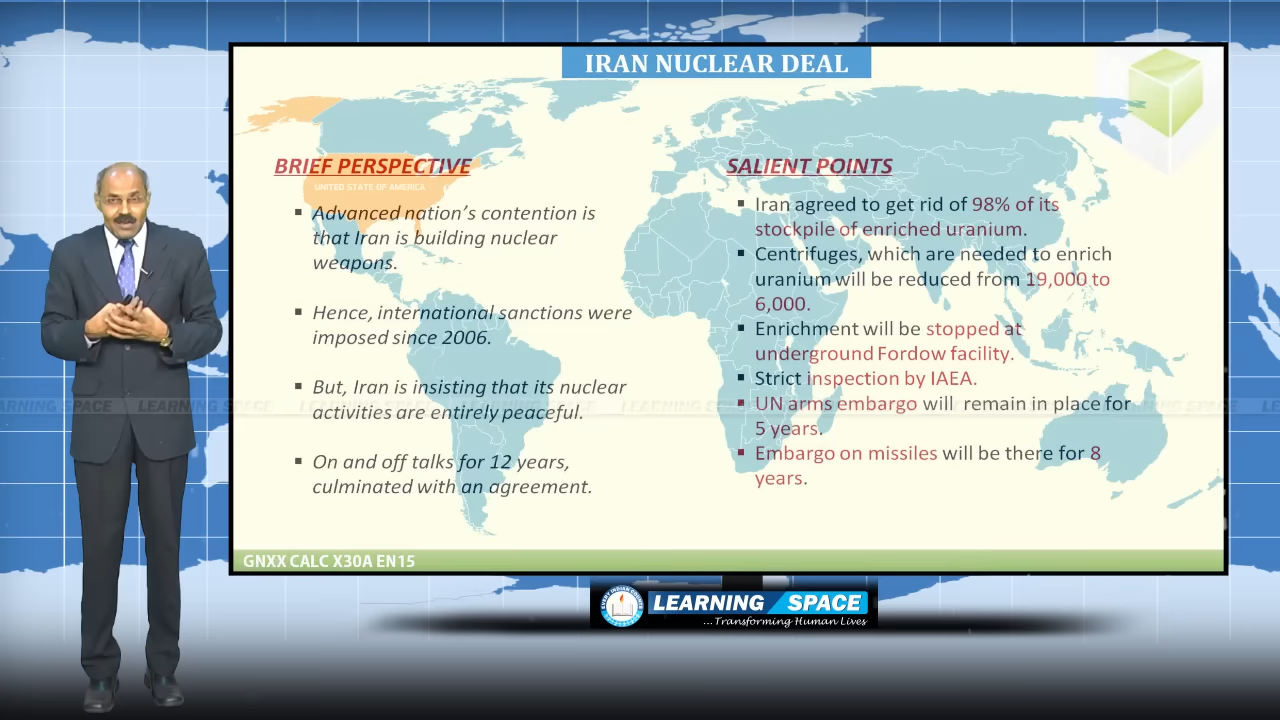 IRAN NUCLEAR DEAL
BRIEF PERSPECTIVE
UNITED STATE OF AMERICA
▪ Advanced nation's contention is
that Iran is building nuclear
weapons.
▪ Hence, international sanctions were
imposed since 2006.
▪ But, Iran is insisting that its nuclear
activities are entirely peaceful.
▪ On and off talks for 12 years,
culminated with an agreement.
SALIENT POINTS
▪ Iran agreed to get rid of 98% of its
stockpile of enriched uranium.
▪ Centrifuges, which are needed to enrich
uranium will be reduced from 19,000 to
6,000.
▪ Enrichment will be stopped at
underground Fordow facility.
▪ Strict inspection by IAEA.
▪ UN arms embargo will remain in place for
5 years.
▪ Embargo on missiles will be there for 8
years.
LEARNING SPACE
GNXX CALC X30A EN15
LEARNING SPACE
...Transforming Human Lives